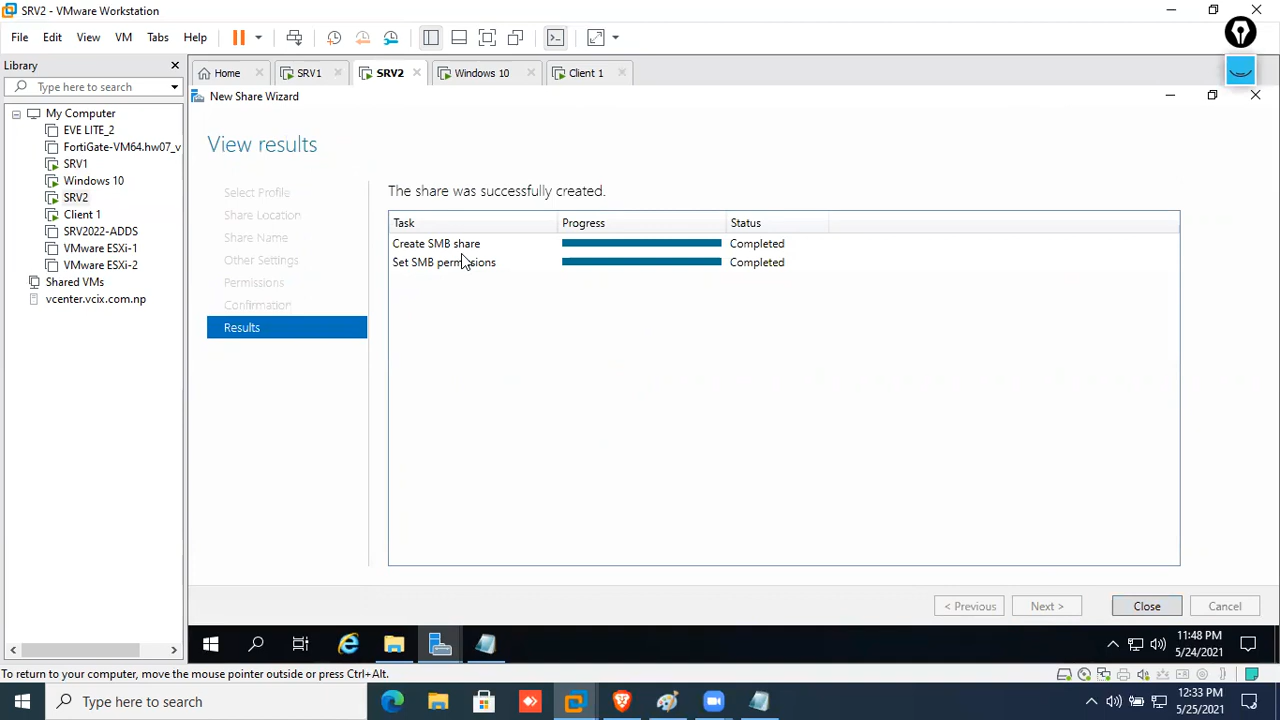 SRV2 - VMware Workstation
File Edit View VM Tabs Help
Library
Type here to search
My Computer
EVE LITE_2
FortiGate-VM64.hw07_v
SRV1
Windows 10
SRV2
Client 1
SRV2022-ADDS
VMware ESXi-1
VMware ESXi-2
Shared VMs
vcenter.vcix.com.np
Home SRV1 SRV2 Windows 10 Client 1
New Share Wizard
View results
Select Profile
Share Location
Share Name
Other Settings
Permissions
Confirmation
Results
The share was successfully created.
Task Progress Status
Create SMB share Completed
Set SMB permissions Completed
< Previous Next > Close Cancel
11:48 PM
5/24/2021
To return to your computer, move the mouse pointer outside or press Ctrl+Alt.
Type here to search
12:33 PM
5/25/2021